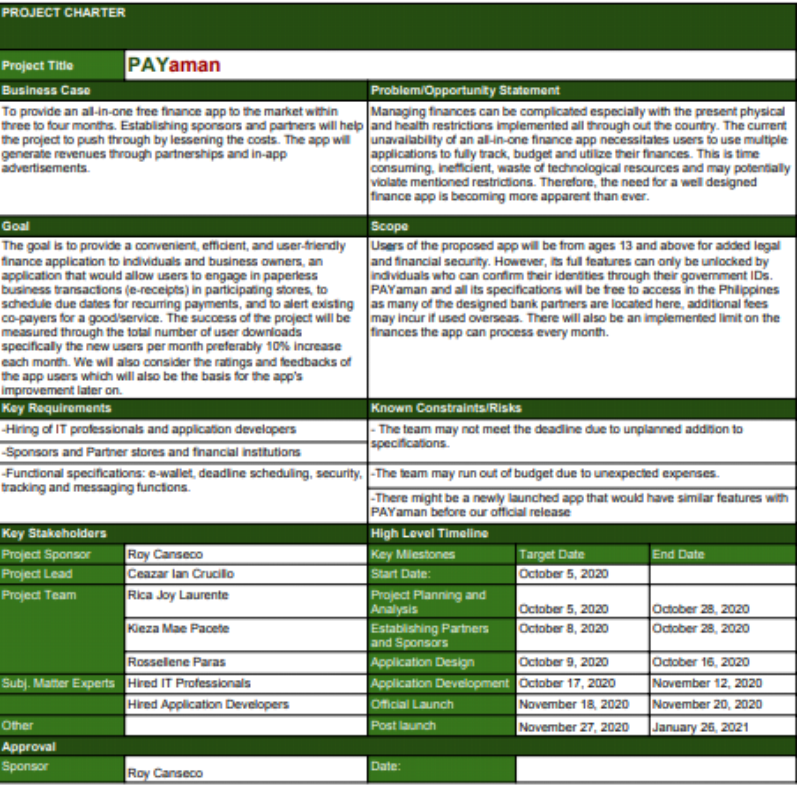 PROJECT CHARTER
Project Title
PAYaman
Business Case
To provide an all-in-one free finance app to the market within
three to four months. Establishing sponsors and partners will help
the project to push through by lessening the costs. The app will
generate revenues through partnerships and in-app
advertisements.
Problem/Opportunity Statement
Managing finances can be complicated especially with the present physical
and health restrictions implemented all through out the country. The current
unavailability of an all-in-one finance app necessitates users to use multiple
applications to fully track, budget and utilize their finances. This is time
consuming, inefficient, waste of technological resources and may potentially
violate mentioned restrictions. Therefore, the need for a well designed
finance app is becoming more apparent than ever.
Goal
The goal is to provide a convenient, efficient, and user-friendly
finance application to individuals and business owners, an
application that would allow users to engage in paperless
business transactions (e-receipts) in participating stores, to
schedule due dates for recurring payments, and to alert existing
co-payers for a good/service. The success of the project will be
measured through the total number of user downloads
specifically the new users per month preferably 10% increase
each month. We will also consider the ratings and feedbacks of
the app users which will also be the basis for the app's
improvement later on.
Scope
Users of the proposed app will be from ages 13 and above for added legal
and financial security. However, its full features can only be unlocked by
individuals who can confirm their identities through their government IDs.
PAYaman and all its specifications will be free to access in the Philippines
as many of the designed bank partners are located here, additional fees
may incur if used overseas. There will also be an implemented limit on the
finances the app can process every month.
Key Requirements
-Hiring of IT professionals and application developers
-Sponsors and Partner stores and financial institutions
-Functional specifications: e-wallet, deadline scheduling, security,
tracking and messaging functions.
Known Constraints/Risks
- The team may not meet the deadline due to unplanned addition to
specifications.
-The team may run out of budget due to unexpected expenses.
-There might be a newly launched app that would have similar features with
PAYaman before our official release
Key Stakeholders
Project Sponsor Roy Canseco
Project Lead Ceazar Ian Crucillo
Project Team Rica Joy Laurente
Kieza Mae Pacete
Rossellene Paras
Subj. Matter Experts Hired IT Professionals
Hired Application Developers
Other
High Level Timeline
Key Milestones Target Date End Date
Start Date: October 5, 2020
Project Planning and
Analysis October 5, 2020 October 28, 2020
Establishing Partners October 8, 2020 October 28, 2020
and Sponsors
Application Design October 9, 2020 October 16, 2020
Application Development October 17, 2020 November 12, 2020
Official Launch November 18, 2020 November 20, 2020
Post launch November 27, 2020 January 26, 2021
Approval
Sponsor Roy Canseco
Date: